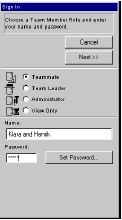 Sign In
Choose a Team Member Role and enter
your name and password.
Cancel
Next >>
Teammate
Team Leader
Administrator
View Only
Name:
Klara and Henrik
Password:
****
Set Password...